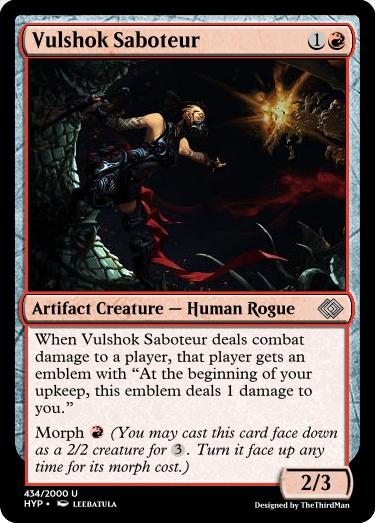 Vulshok Saboteur 1
Artifact Creature — Human Rogue
When Vulshok Saboteur deals combat
damage to a player, that player gets an
emblem with “At the beginning of your
upkeep, this emblem deals 1 damage to
you.”
Morph (You may cast this card face down
as a 2/2 creature for 3. Turn it face up any
time for its morph cost.)
2/3
434/2000 U
HYP • LEEBATULA
Designed by TheThirdMan